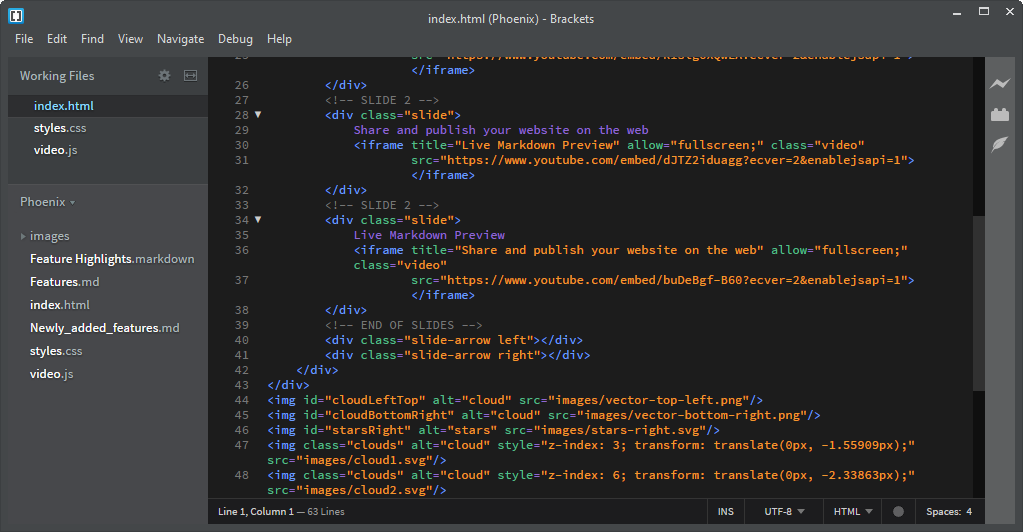 index.html (Phoenix) - Brackets
File Edit Find View Navigate Debug Help
Working Files
index.html
styles.css
video.js
Phoenix
images
Feature Highlights.markdown
Features.md
index.html
Newly_added_features.md
styles.css
video.js
</iframe>
26 </div>
27 <!-- SLIDE 2 -->
28 <div class="slide">
29 Share and publish your website on the web
30 <iframe title="Live Markdown Preview" allow="fullscreen;" class="video"
31 src="https://www.youtube.com/embed/dJTZ2iduagg?ecver=2&enablejsapi=1">
</iframe>
32 </div>
33 <!-- SLIDE 2 -->
34 <div class="slide">
35 Live Markdown Preview
36 <iframe title="Share and publish your website on the web" allow="fullscreen;"
class="video"
37 src="https://www.youtube.com/embed/buDeBgf-B60?ecver=2&enablejsapi=1">
</iframe>
38 </div>
39 <!-- END OF SLIDES -->
40 <div class="slide-arrow left"></div>
41 <div class="slide-arrow right"></div>
42 </div>
43 </div>
44 <img id="cloudLeftTop" alt="cloud" src="images/vector-top-left.png"/>
45 <img id="cloudBottomRight" alt="cloud" src="images/vector-bottom-right.png"/>
46 <img id="starsRight" alt="stars" src="images/stars-right.svg"/>
47 <img class="clouds" alt="cloud" style="z-index: 3; transform: translate(0px, -1.55909px);"
src="images/cloud1.svg"/>
48 <img class="clouds" alt="cloud" style="z-index: 6; transform: translate(0px, -2.33863px);"
src="images/cloud2.svg"/>
Line 1, Column 1 — 63 Lines INS UTF-8 HTML Spaces: 4